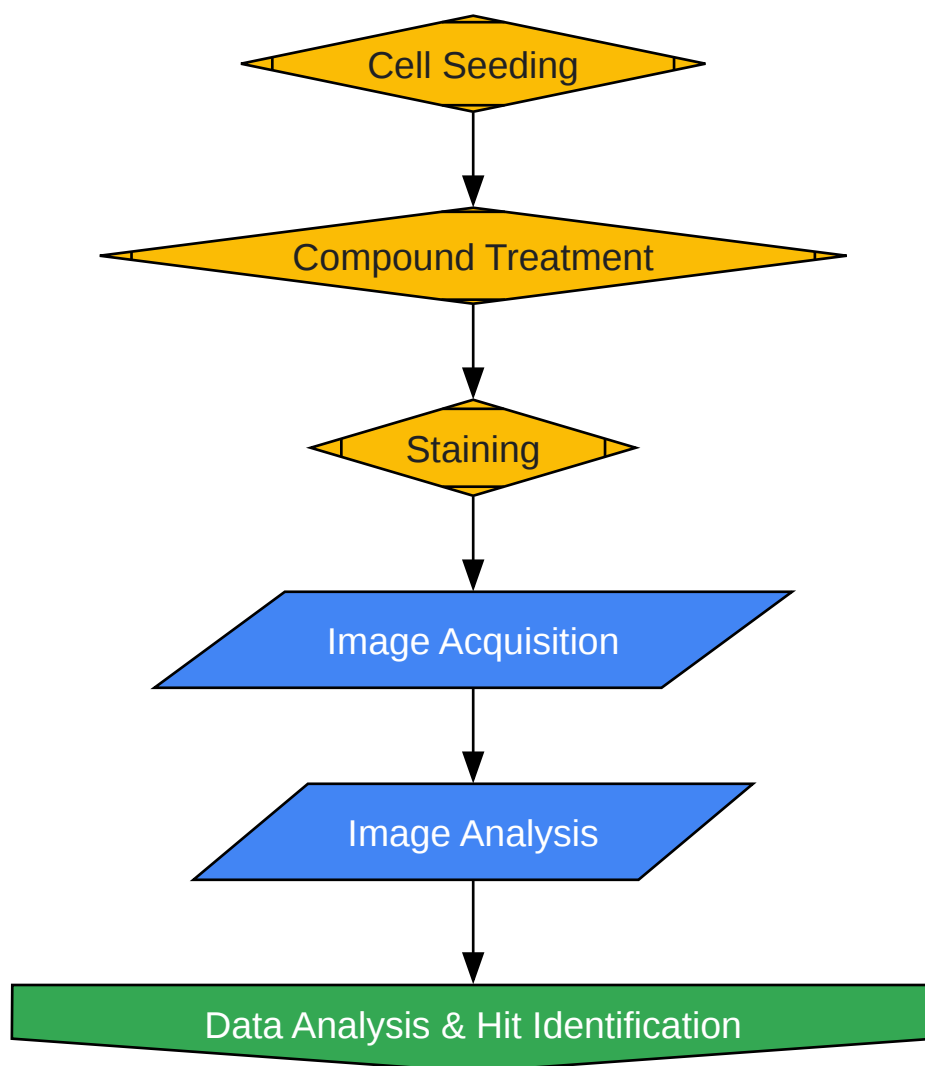 Cell Seeding
Compound Treatment
Staining
Image Acquisition
Image Analysis
Data Analysis & Hit Identification